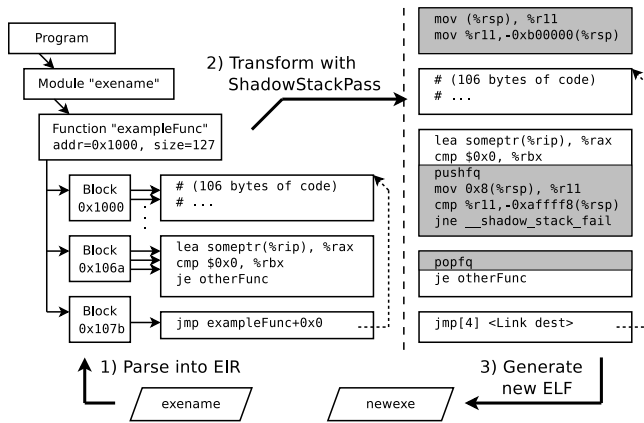 Program
Module "exename"
Function "exampleFunc"
addr=0x1000, size=127
Block
0x1000
# (106 bytes of code)
# ...
Block
0x106a
lea someptr(%rip), %rax
cmp $0x0, %rbx
je otherFunc
Block
0x107b
jmp exampleFunc+0x0
1) Parse into EIR
exename
2) Transform with
ShadowStackPass
mov (%rsp), %r11
mov %r11,-0xb00000(%rsp)
# (106 bytes of code)
# ...
lea someptr(%rip), %rax
cmp $0x0, %rbx
pushfq
mov 0x8(%rsp), %r11
cmp %r11,-0xaffff8(%rsp)
jne __shadow_stack_fail
popfq
je otherFunc
jmp[4] <Link dest>
3) Generate
new ELF
newexe